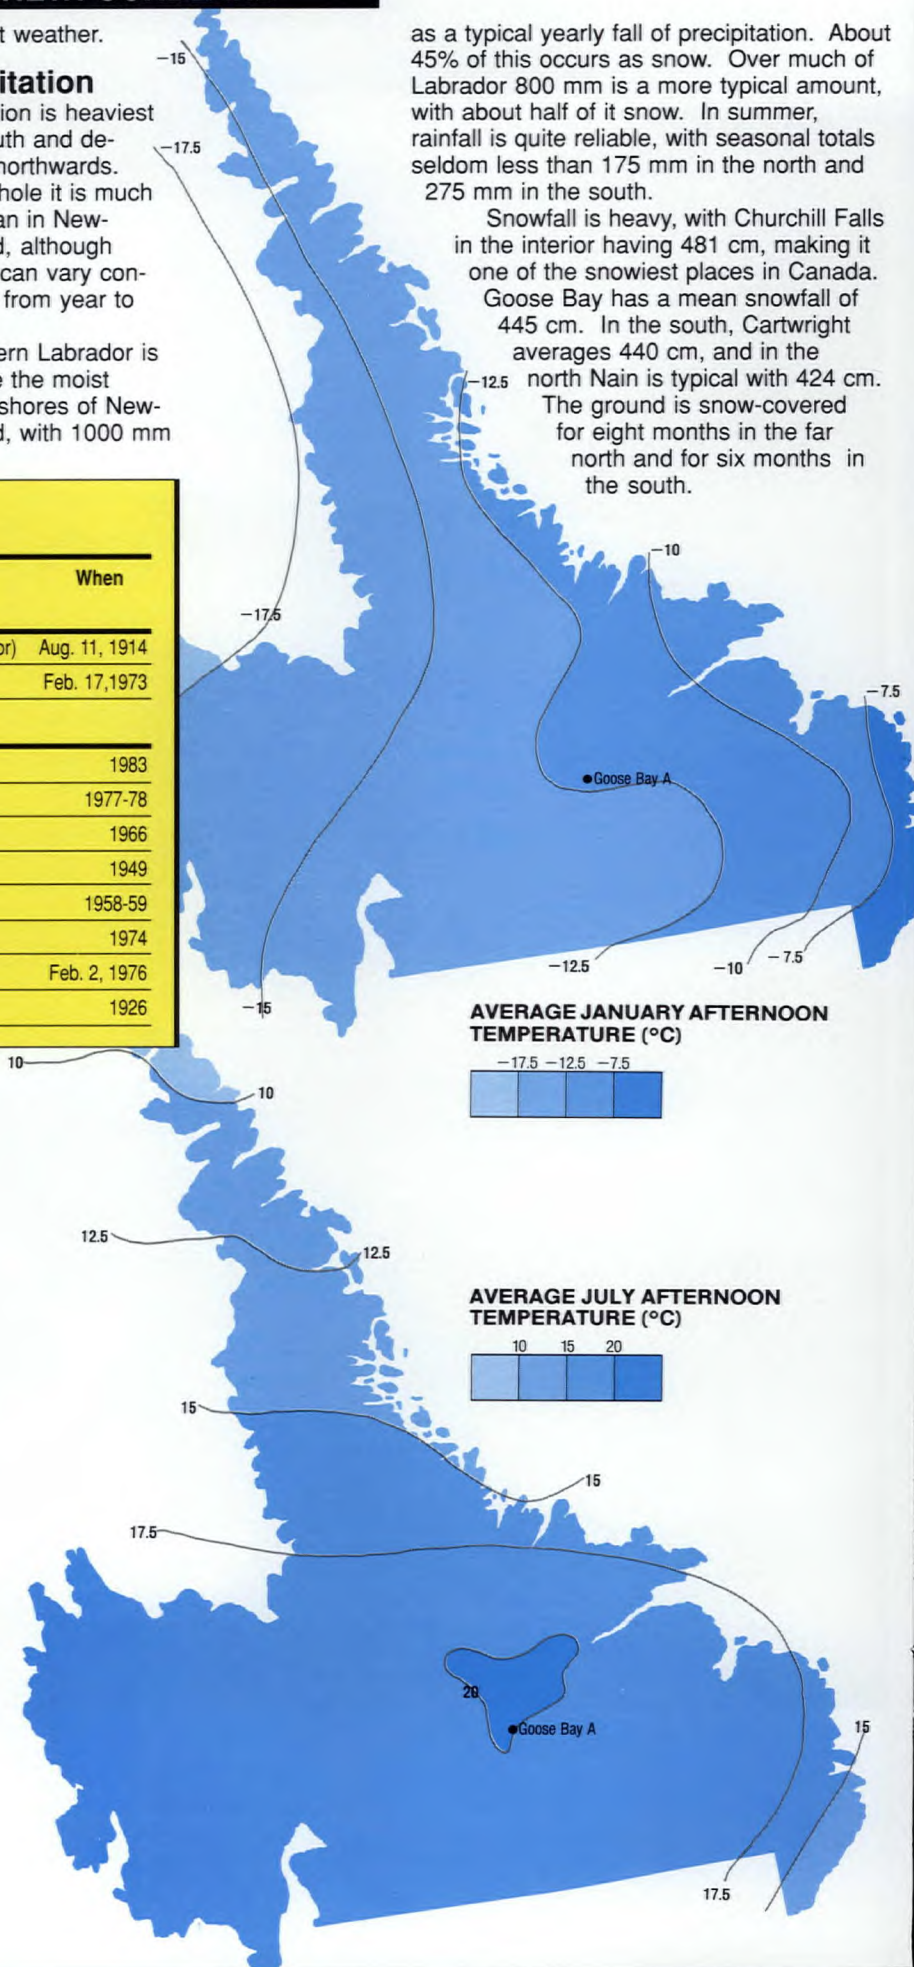 t weather.
itation
ion is heaviest
uth and de-
northwards.
hole it is much
an in New-
d, although
can vary con-
from year to
ern Labrador is
e the moist
shores of New-
d, with 1000 mm
as a typical yearly fall of precipitation. About
45% of this occurs as snow. Over much of
Labrador 800 mm is a more typical amount,
with about half of it snow. In summer,
rainfall is quite reliable, with seasonal totals
seldom less than 175 mm in the north and
275 mm in the south.
Snowfall is heavy, with Churchill Falls
in the interior having 481 cm, making it
one of the snowiest places in Canada.
Goose Bay has a mean snowfall of
445 cm. In the south, Cartwright
averages 440 cm, and in the
north Nain is typical with 424 cm.
The ground is snow-covered
for eight months in the far
north and for six months in
the south.
When
or) Aug. 11, 1914
Feb. 17,1973
1983
1977-78
1966
1949
1958-59
1974
Feb. 2, 1976
1926
−15
−17.5
−12.5
−10
−17.5
−7.5
Goose Bay A
−12.5
−10
−7.5
−15
AVERAGE JANUARY AFTERNOON
TEMPERATURE (°C)
−17.5 −12.5 −7.5
10
10
12.5
12.5
AVERAGE JULY AFTERNOON
TEMPERATURE (°C)
10 15 20
15
15
17.5
20
Goose Bay A
15
17.5